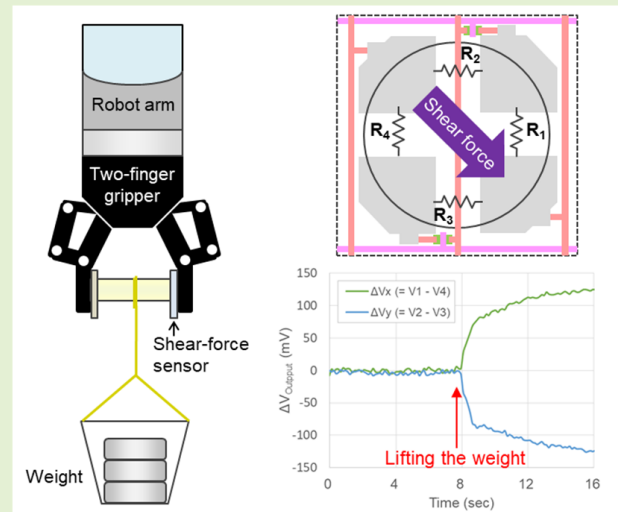 Robot arm
Two-finger
gripper
Shear-force
sensor
Weight
R2
R4
R1
R3
Shear force
150
100
50
0
-50
-100
-150
ΔVx (= V1 - V4)
ΔVy (= V2 - V3)
ΔVOutpput (mV)
Lifting the weight
0
4
8
12
16
Time (sec)